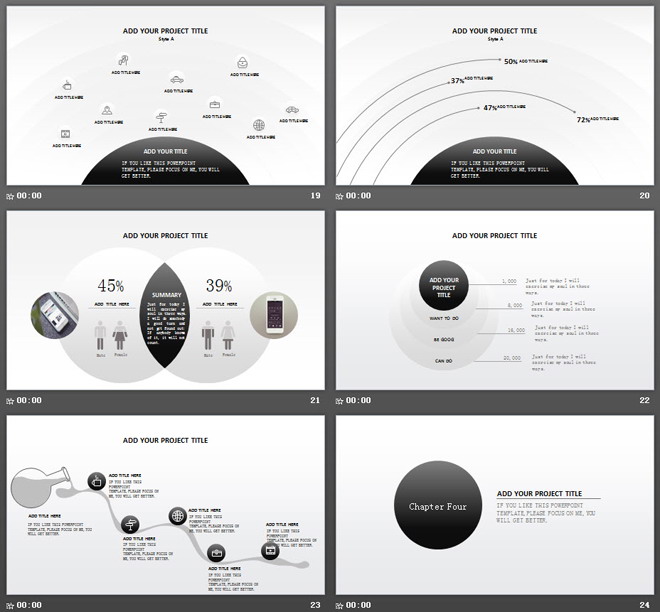 ADD YOUR PROJECT TITLE
Style A
ADD TITLE HERE
ADD TITLE HERE
ADD TITLE HERE
ADD TITLE HERE
ADD TITLE HERE
ADD TITLE HERE
ADD TITLE HERE
ADD TITLE HERE
ADD TITLE HERE
ADD TITLE HERE
ADD YOUR TITLE
IF YOU LIKE THIS POWERPOINT
TEMPLATE, PLEASE FOCUS ON ME, YOU WILL
GET BETTER.
00:00
19
ADD YOUR PROJECT TITLE
Style A
50% ADD TITLE HERE
37% ADD TITLE HERE
47% ADD TITLE HERE
72% ADD TITLE HERE
ADD YOUR TITLE
IF YOU LIKE THIS POWERPOINT
TEMPLATE, PLEASE FOCUS ON ME, YOU WILL
GET BETTER.
00:00
20
ADD YOUR PROJECT TITLE
45%
ADD TITLE HERE
Male
Female
SUMMARY
Just for today I
will exercise
my soul in three
ways. I will do
somebody a good
turn and not get
found out. If
anybody knows of
it, it will not
count.
39%
ADD TITLE HERE
Male
Female
00:00
21
ADD YOUR PROJECT TITLE
ADD YOUR
PROJECT
TITLE
WANT TO DO
BE GOOD
CAN DO
1,000
Just for today I will
exercise my soul in three
ways.
5,000
Just for today I will
exercise my soul in three
ways.
15,000
Just for today I will
exercise my soul in three
ways.
20,000
Just for today I will
exercise my soul in three
ways.
00:00
22
ADD YOUR PROJECT TITLE
ADD TITLE HERE
IF YOU LIKE THIS
POWERPOINT
TEMPLATE, PLEASE FOCUS ON
ME, YOU WILL GET BETTER.
ADD TITLE HERE
IF YOU LIKE THIS POWERPOINT
TEMPLATE, PLEASE FOCUS ON ME, YOU
WILL GET BETTER.
ADD TITLE HERE
IF YOU LIKE THIS
POWERPOINT
TEMPLATE, PLEASE FOCUS ON
ME, YOU WILL GET BETTER.
ADD TITLE HERE
IF YOU LIKE THIS
POWERPOINT
TEMPLATE, PLEASE FOCUS ON
ME, YOU WILL GET BETTER.
ADD TITLE HERE
IF YOU LIKE THIS
POWERPOINT
TEMPLATE, PLEASE FOCUS ON
ME, YOU WILL GET BETTER.
ADD TITLE HERE
IF YOU LIKE THIS
POWERPOINT
TEMPLATE, PLEASE FOCUS ON
ME, YOU WILL GET BETTER.
00:00
23
Chapter Four
ADD YOUR PROJECT TITLE
IF YOU LIKE THIS POWERPOINT
TEMPLATE, PLEASE FOCUS ON ME, YOU
WILL GET BETTER.
00:00
24